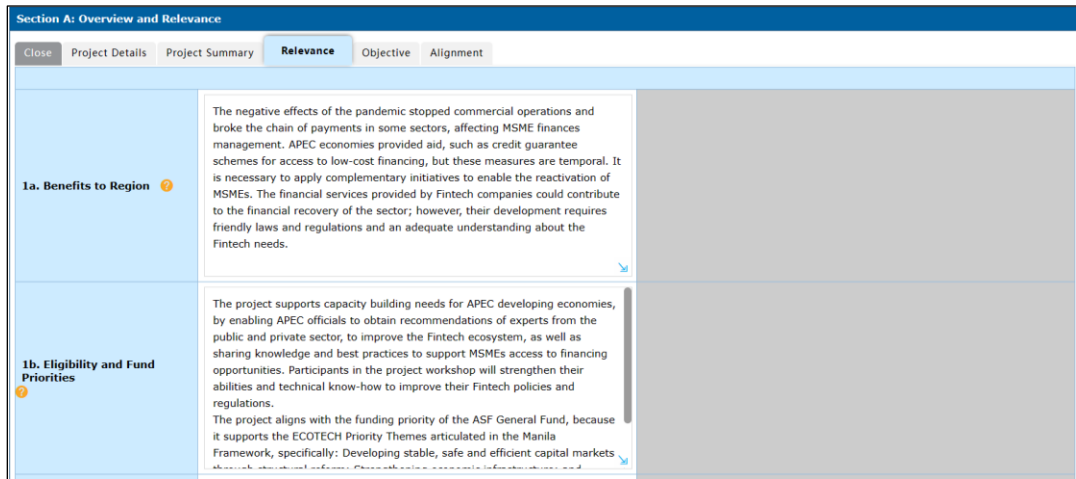 Section A: Overview and Relevance
Close Project Details Project Summary Relevance Objective Alignment
1a. Benefits to Region ?
The negative effects of the pandemic stopped commercial operations and
broke the chain of payments in some sectors, affecting MSME finances
management. APEC economies provided aid, such as credit guarantee
schemes for access to low-cost financing, but these measures are temporal. It
is necessary to apply complementary initiatives to enable the reactivation of
MSMEs. The financial services provided by Fintech companies could contribute
to the financial recovery of the sector; however, their development requires
friendly laws and regulations and an adequate understanding about the
Fintech needs.
1b. Eligibility and Fund
Priorities
?
The project supports capacity building needs for APEC developing economies,
by enabling APEC officials to obtain recommendations of experts from the
public and private sector, to improve the Fintech ecosystem, as well as
sharing knowledge and best practices to support MSMEs access to financing
opportunities. Participants in the project workshop will strengthen their
abilities and technical know-how to improve their Fintech policies and
regulations.
The project aligns with the funding priority of the ASF General Fund, because
it supports the ECOTECH Priority Themes articulated in the Manila
Framework, specifically: Developing stable, safe and efficient capital markets
through structural reform; Strengthening economic infrastructure; and